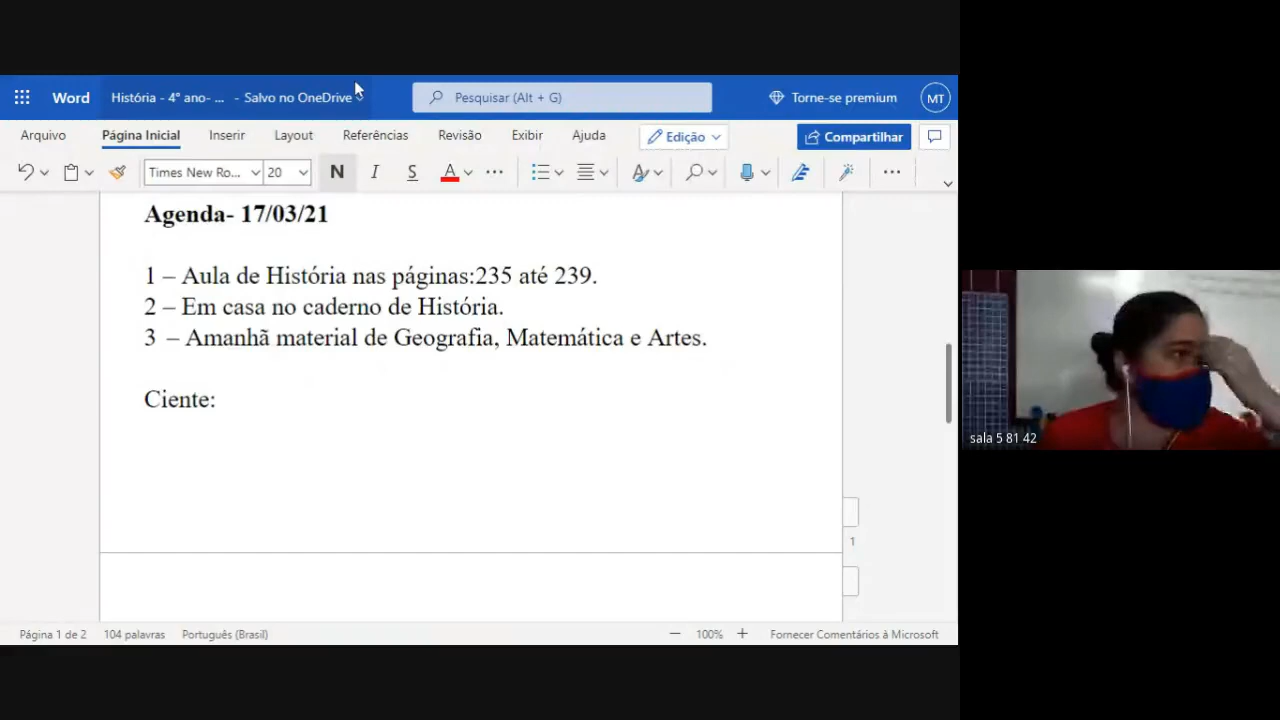 Word
História - 4º ano- ... - Salvo no OneDrive
Pesquisar (Alt + G)
Torne-se premium
MT
Arquivo
Página Inicial
Inserir
Layout
Referências
Revisão
Exibir
Ajuda
Edição
Compartilhar
Times New Ro...
20
N
I
S
A
Agenda- 17/03/21
1 – Aula de História nas páginas:235 até 239.
2 – Em casa no caderno de História.
3 – Amanhã material de Geografia, Matemática e Artes.
Ciente:
1
sala 5 81 42
Página 1 de 2
104 palavras
Português (Brasil)
100%
Fornecer Comentários à Microsoft